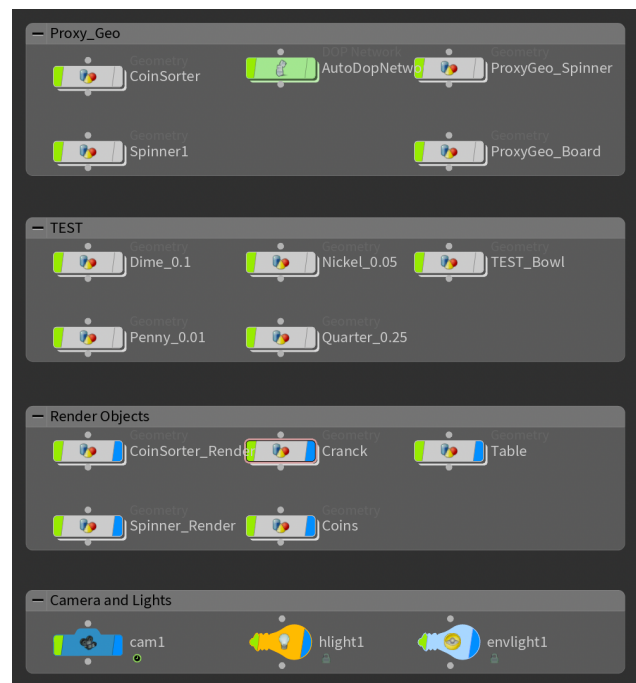 Proxy_Geo
Geometry
CoinSorter
DOP Network
AutoDopNetwo
Geometry
ProxyGeo_Spinner
Geometry
Spinner1
Geometry
ProxyGeo_Board
TEST
Geometry
Dime_0.1
Geometry
Nickel_0.05
Geometry
TEST_Bowl
Geometry
Penny_0.01
Geometry
Quarter_0.25
Render Objects
Geometry
CoinSorter_Rende
Geometry
Cranck
Geometry
Table
Geometry
Spinner_Render
Geometry
Coins
Camera and Lights
cam1
hlight1
envlight1